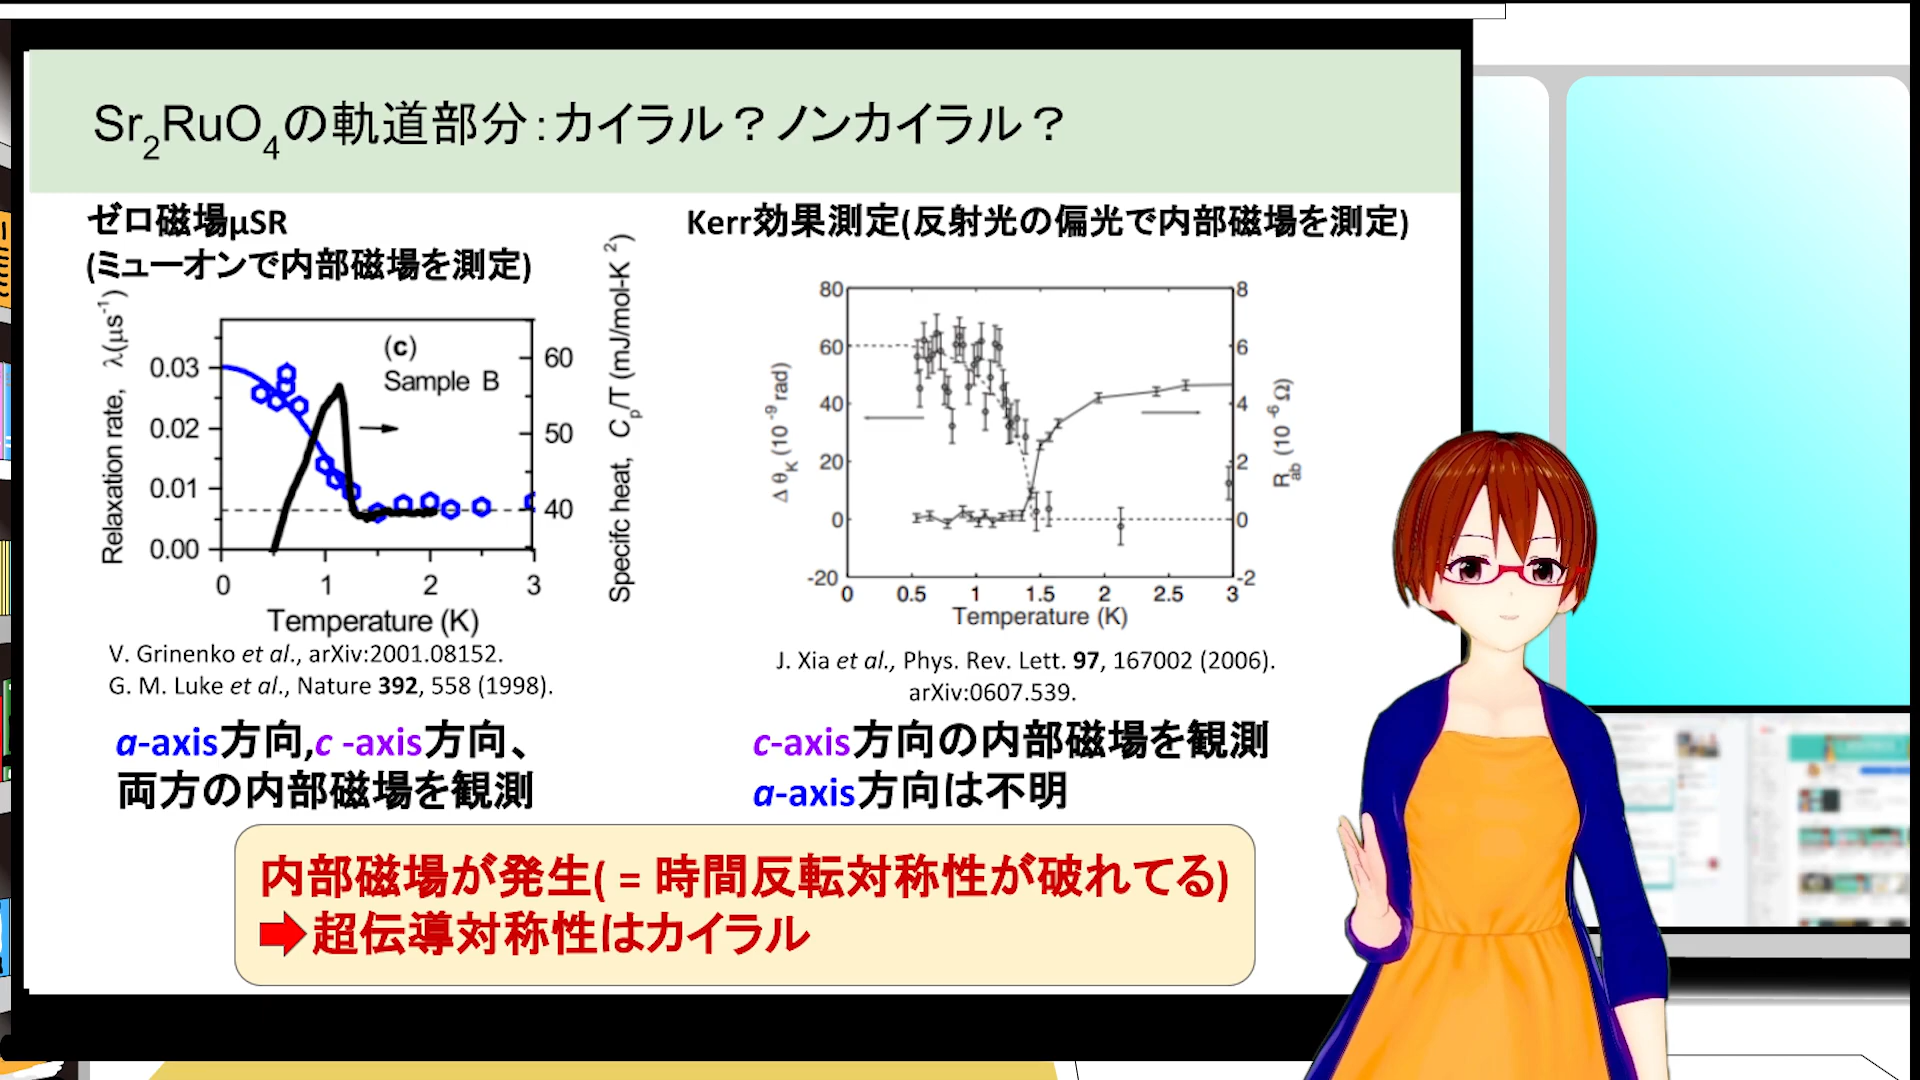 Sr2RuO4の軌道部分：カイラル？ノンカイラル？
ゼロ磁場μSR
(ミューオンで内部磁場を測定)
Relaxation rate, λ(μs-1)
0.03
0.02
0.01
0.00
(c)
Sample B
60
50
40
0 1 2 3
Temperature (K)
Specifc heat, Cp/T (mJ/mol-K2)
V. Grinenko et al., arXiv:2001.08152.
G. M. Luke et al., Nature 392, 558 (1998).
a-axis方向,c -axis方向、
両方の内部磁場を観測
Kerr効果測定(反射光の偏光で内部磁場を測定)
Δ θK (10-9 rad)
80
60
40
20
0
-20
8
6
4
2
0
-2
Rab (10-6 Ω)
0 0.5 1 1.5 2 2.5 3
Temperature (K)
J. Xia et al., Phys. Rev. Lett. 97, 167002 (2006).
arXiv:0607.539.
c-axis方向の内部磁場を観測
a-axis方向は不明
内部磁場が発生( = 時間反転対称性が破れてる)
➡超伝導対称性はカイラル